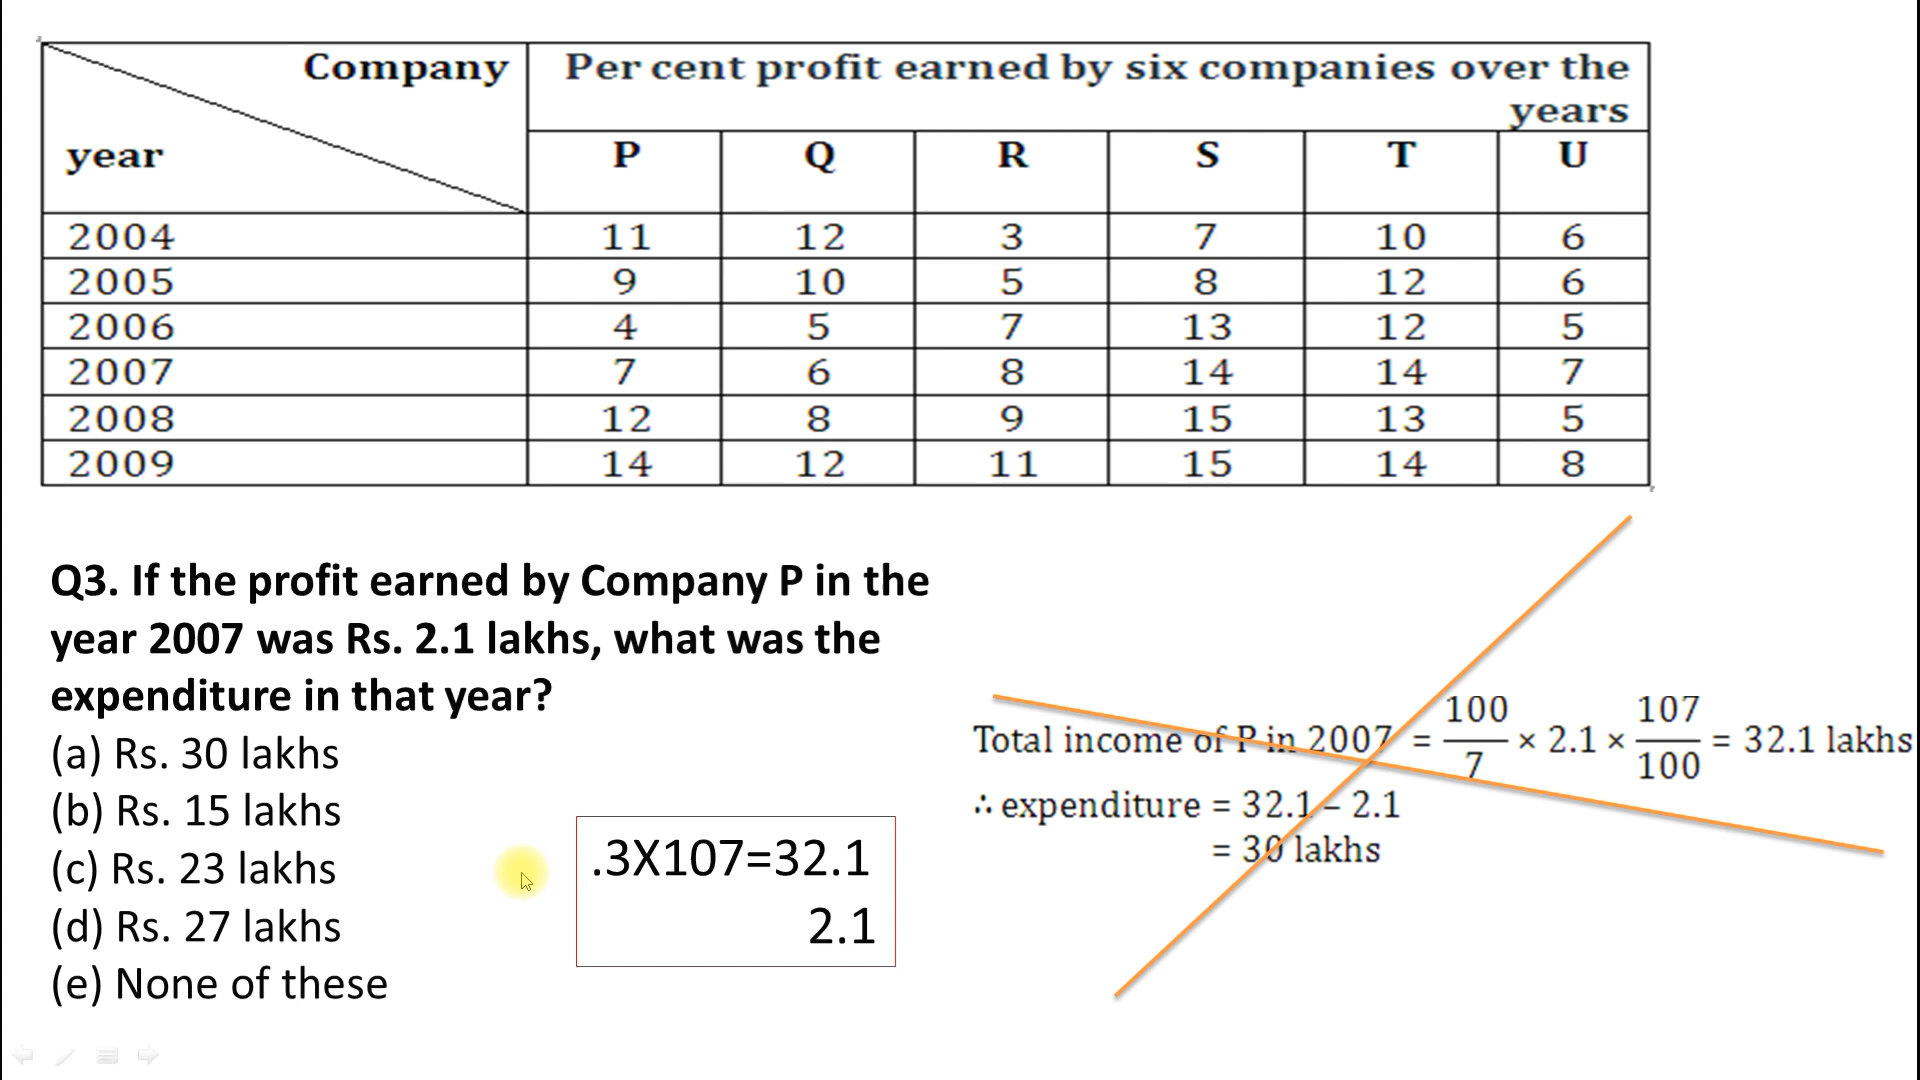 Company
Per cent profit earned by six companies over the
years
year
P Q R S T U
2004 11 12 3 7 10 6
2005 9 10 5 8 12 6
2006 4 5 7 13 12 5
2007 7 6 8 14 14 7
2008 12 8 9 15 13 5
2009 14 12 11 15 14 8
Q3. If the profit earned by Company P in the
year 2007 was Rs. 2.1 lakhs, what was the
expenditure in that year?
(a) Rs. 30 lakhs
(b) Rs. 15 lakhs
(c) Rs. 23 lakhs
(d) Rs. 27 lakhs
(e) None of these
.3X107=32.1
2.1
Total income of P in 2007 = 100/7 × 2.1 × 107/100 = 32.1 lakhs
∴ expenditure = 32.1 – 2.1
= 30 lakhs